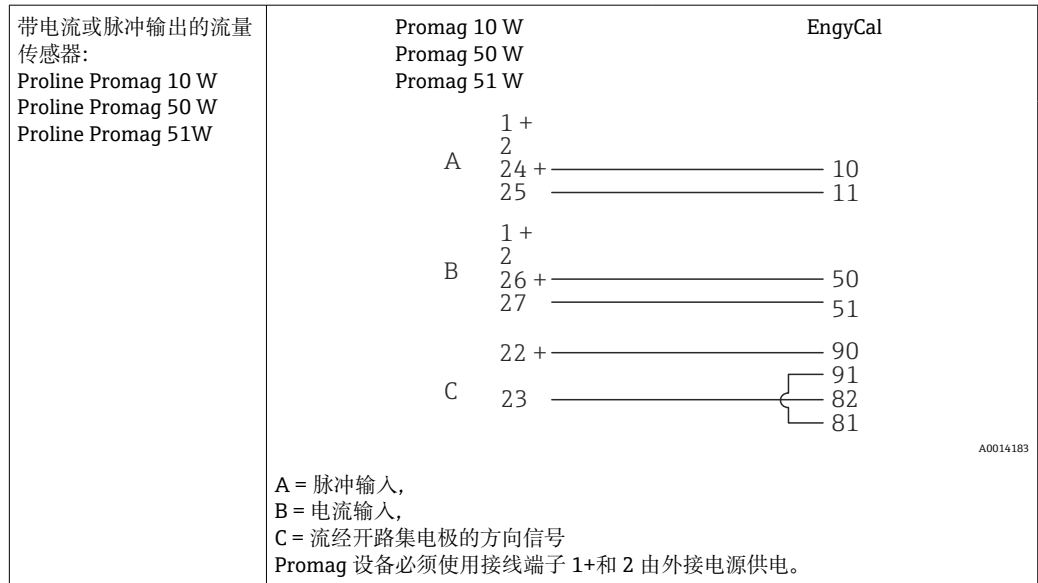 带电流或脉冲输出的流量
传感器:
Proline Promag 10 W
Proline Promag 50 W
Proline Promag 51W
Promag 10 W EngyCal
Promag 50 W
Promag 51 W
1 +
2
A
24 + 10
25 11
1 +
2
B
26 + 50
27 51
22 + 90
91
C 23 82
81
A0014183
A = 脉冲输入,
B = 电流输入,
C = 流经开路集电极的方向信号
Promag 设备必须使用接线端子 1+和 2 由外接电源供电。